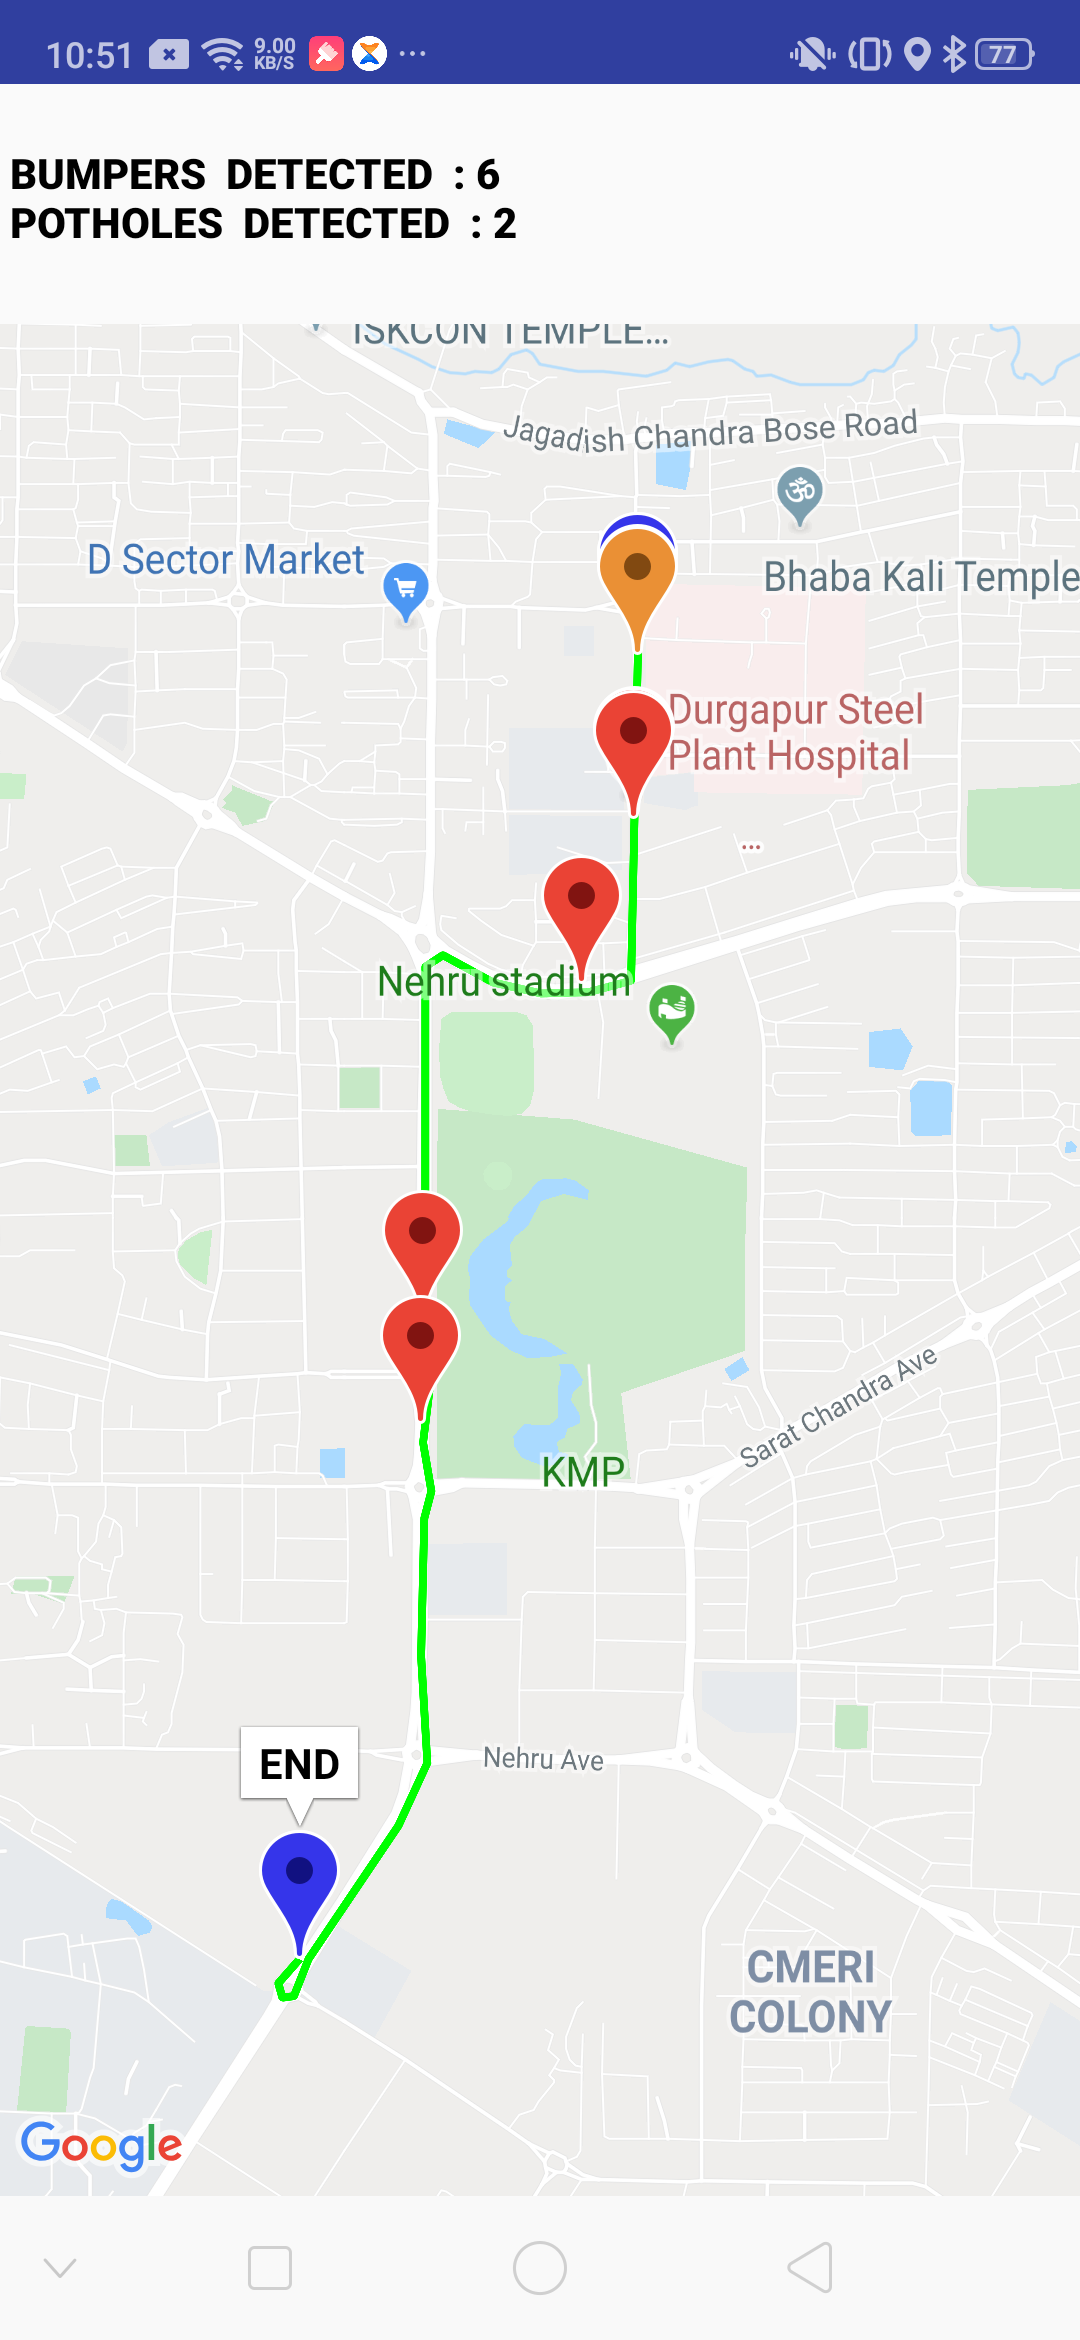 10:51
9.00
KB/S
77
BUMPERS DETECTED : 6
POTHOLES DETECTED : 2
ISKCON TEMPLE...
Jagadish Chandra Bose Road
D Sector Market
Bhaba Kali Temple
Durgapur Steel
Plant Hospital
Nehru stadium
Sarat Chandra Ave
KMP
Nehru Ave
END
CMERI
COLONY
Google